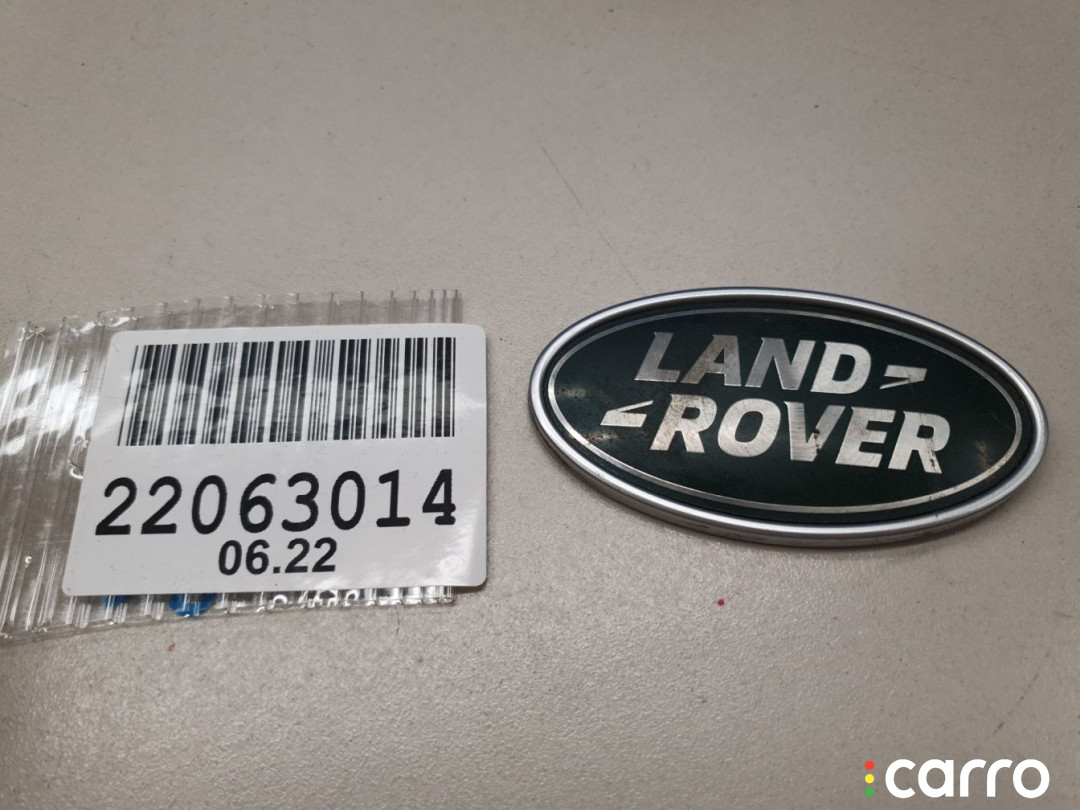 22063014
06.22
LAND
ROVER
carro